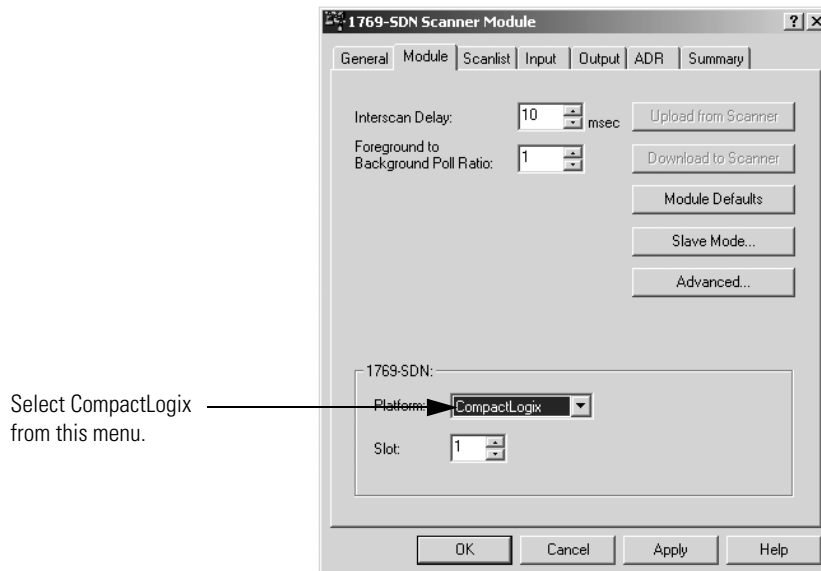 1769-SDN Scanner Module
General Module Scanlist Input Output ADR Summary
Interscan Delay: 10 msec Upload from Scanner
Foreground to
Background Poll Ratio: 1 Download to Scanner
Module Defaults
Slave Mode...
Advanced...
1769-SDN:
Select CompactLogix
from this menu.
Platform: CompactLogix
Slot: 1
OK Cancel Apply Help